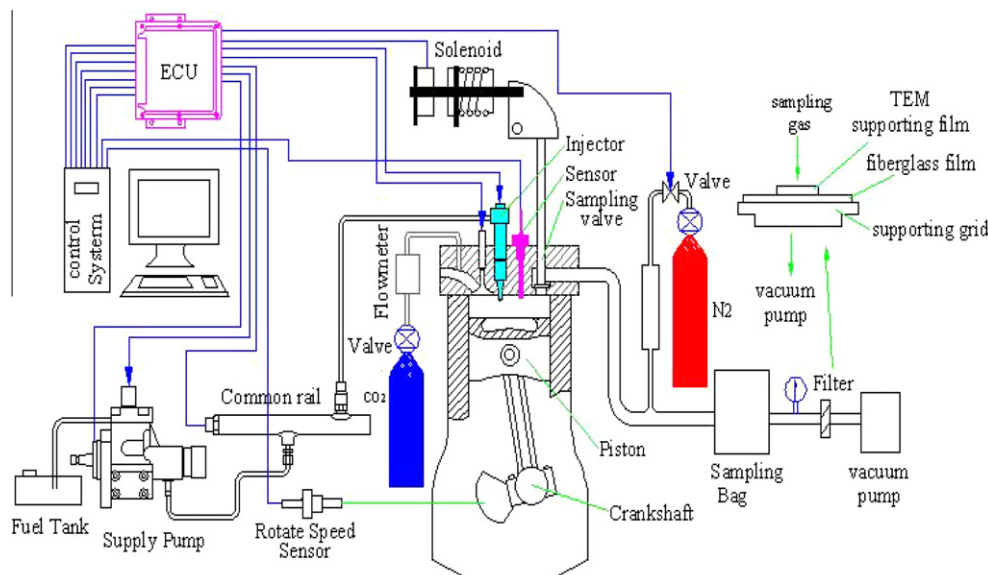 Solenoid
ECU
sampling
gas
TEM
supporting film
fiberglass film
Injector
Sensor
Sampling
valve
Valve
supporting grid
control
Systerm
Flowmeter
vacuum
pump
N2
Valve
CO2
Common rail
Filter
Piston
Sampling
Bag
vacuum
pump
Crankshaft
Fuel Tank
Supply Pump
Rotate Speed
Sensor